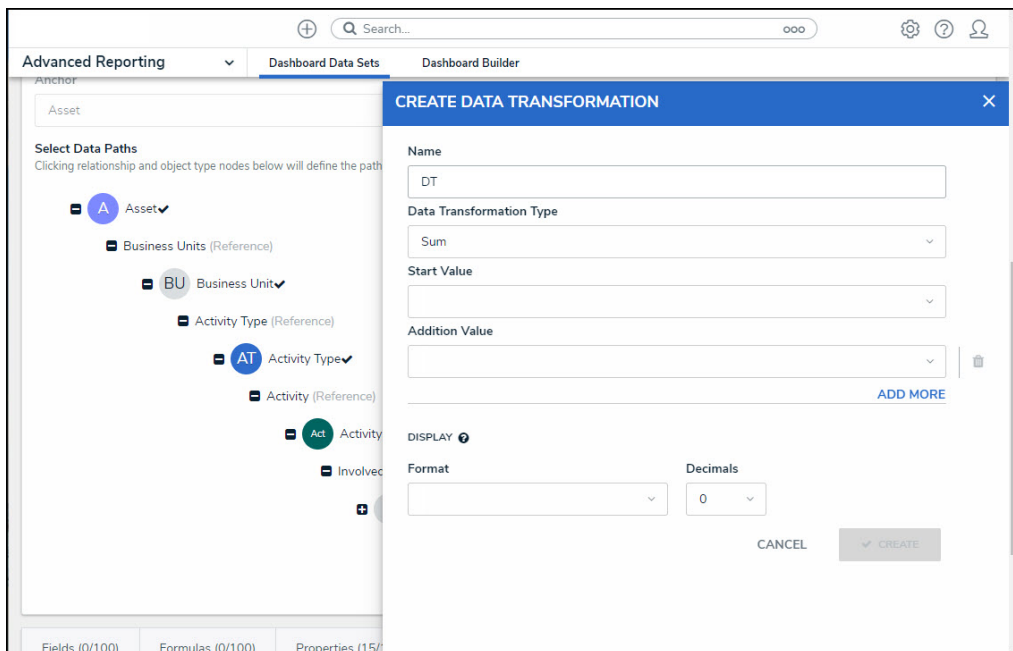 Search...
ooo
Advanced Reporting
Dashboard Data Sets
Dashboard Builder
Anchor
Asset
Select Data Paths
Clicking relationship and object type nodes below will define the path
A Asset
Business Units (Reference)
BU Business Unit
Activity Type (Reference)
AT Activity Type
Activity (Reference)
Act Activity
Involved
Fields (0/100)
Formulas (0/100)
Properties (15/
CREATE DATA TRANSFORMATION
Name
DT
Data Transformation Type
Sum
Start Value
Addition Value
ADD MORE
DISPLAY
Format
Decimals
0
CANCEL
CREATE